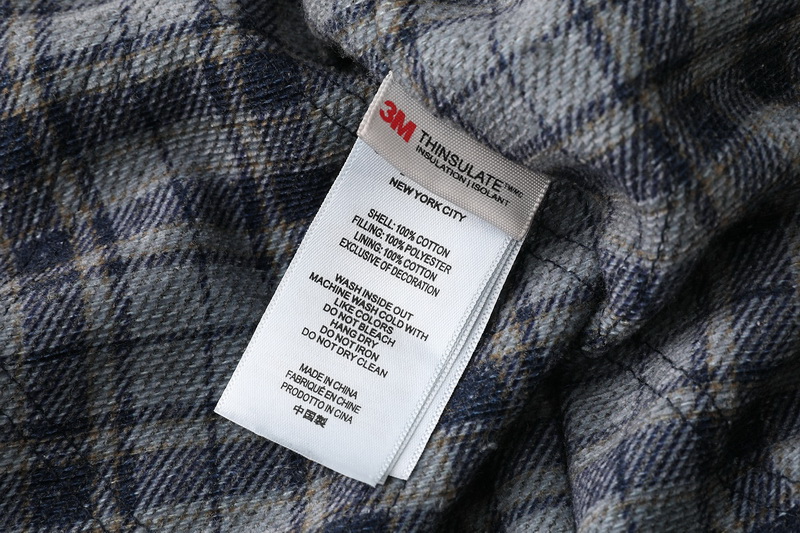 3M THINSULATE™/MC
INSULATION | ISOLANT
NEW YORK CITY
SHELL: 100% COTTON
FILLING: 100% POLYESTER
LINING: 100% COTTON
EXCLUSIVE OF DECORATION
WASH INSIDE OUT
MACHINE WASH COLD WITH
LIKE COLORS
DO NOT BLEACH
HANG DRY
DO NOT IRON
DO NOT DRY CLEAN
MADE IN CHINA
FABRIQUÉ EN CHINE
PRODOTTO IN CINA
中国製